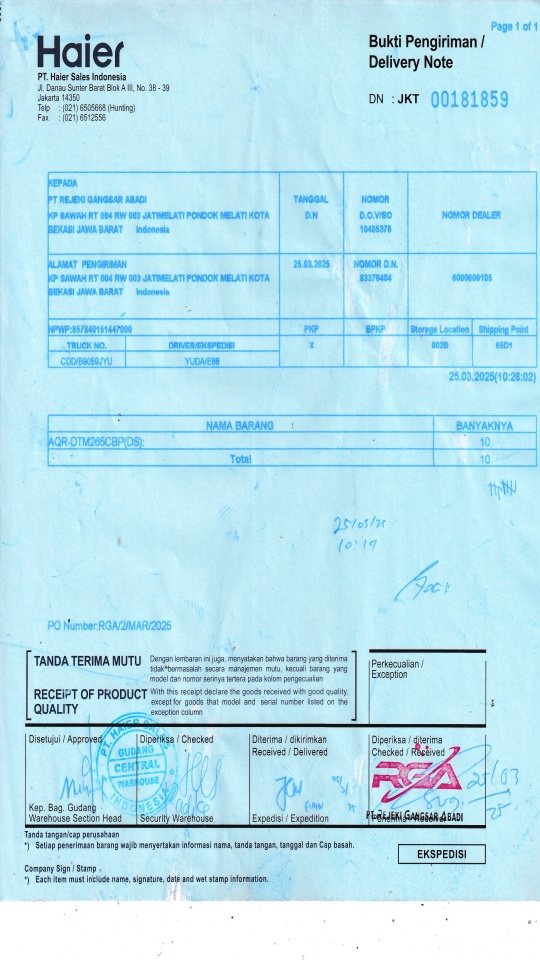 Page 1 of 1
Haier
PT. Haier Sales Indonesia
Jl. Danau Sunter Barat Blok A III, No. 38 - 39
Jakarta 14350
Telp : (021) 6505668 (Hunting)
Fax : (021) 6512556
Bukti Pengiriman /
Delivery Note
DN : JKT 00181859
KEPADA
PT REJEKI GANGSAR ABADI
KP SAWAH RT 004 RW 003 JATIMELATI PONDOK MELATI KOTA
BEKASI JAWA BARAT Indonesia
TANGGAL
D.N
NOMOR
D.O.V/SO
10485376
NOMOR DEALER
ALAMAT PENGIRIMAN
KP SAWAH RT 004 RW 003 JATIMELATI PONDOK MELATI KOTA
BEKASI JAWA BARAT Indonesia
25.03.2025
NOMOR D.N.
83376404
6000600105
NPWP:857840151447000
PKP
BPKP
Storege Location
Shipping Point
TRUCK NO.
DRIVER/EKSPEDISI
X
002B
65D1
CDD/B9059JYU
YUDA/E88
25.03.2025(10:26:02)
NAMA BARANG
BANYAKNYA
AQR-DTM265CBP(DS):
10
Total
10
25/03/25
10:19
PO Number:RGA/2/MAR/2025
TANDA TERIMA MUTU
Dengan lembaran ini juga, menyatakan bahwa barang yang diterima
tidak bermasalah secara manajemen mutu, kecuali barang yang
model dan nomor serinya tertera pada kolom pengecualian
RECEIPT OF PRODUCT
QUALITY
With this receipt declare the goods received with good quality,
except for goods that model and serial number listed on the
exception column
Perkecualian /
Exception
Disetujui / Approved
Diperiksa / Checked
Diterima / dikirimkan
Received / Delivered
Diperiksa / diterima
Checked / Received
PT. HAIER SALES
GUDANG
CENTRAL
WAREHOUSE
INDONESIA
RGA
25/03
25
PT. REJEKI GANGSAR ABADI
Kep. Bag. Gudang
Warehouse Section Head
Security Warehouse
Expedisi / Expedition
Tanda tangan/cap perusahaan
*) Setiap penerimaan barang wajib menyertakan informasi nama, tanda tangan, tanggal dan Cap basah.
EKSPEDISI
Company Sign / Stamp
*) Each item must include name, signature, date and wet stamp information.